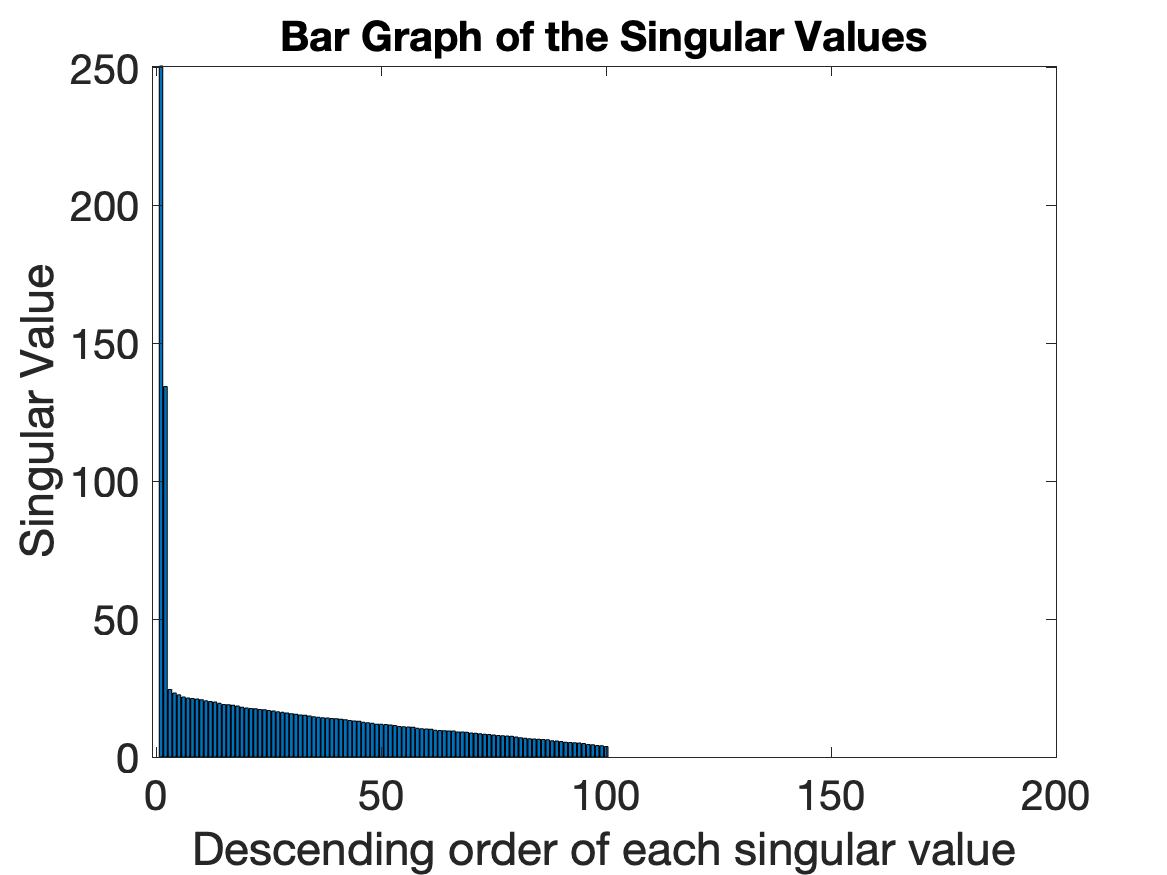 Bar Graph of the Singular Values
250
200
150
100
50
0
Singular Value
0 50 100 150 200
Descending order of each singular value